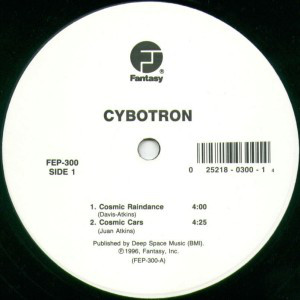 Fantasy®
CYBOTRON
FEP-300
SIDE 1
0 25218-0300-1 4
1. Cosmic Raindance 4:00
(Davis-Atkins)
2. Cosmic Cars 4:25
(Juan Atkins)
Published by Deep Space Music (BMI).
℗1996, Fantasy, Inc.
(FEP-300-A)